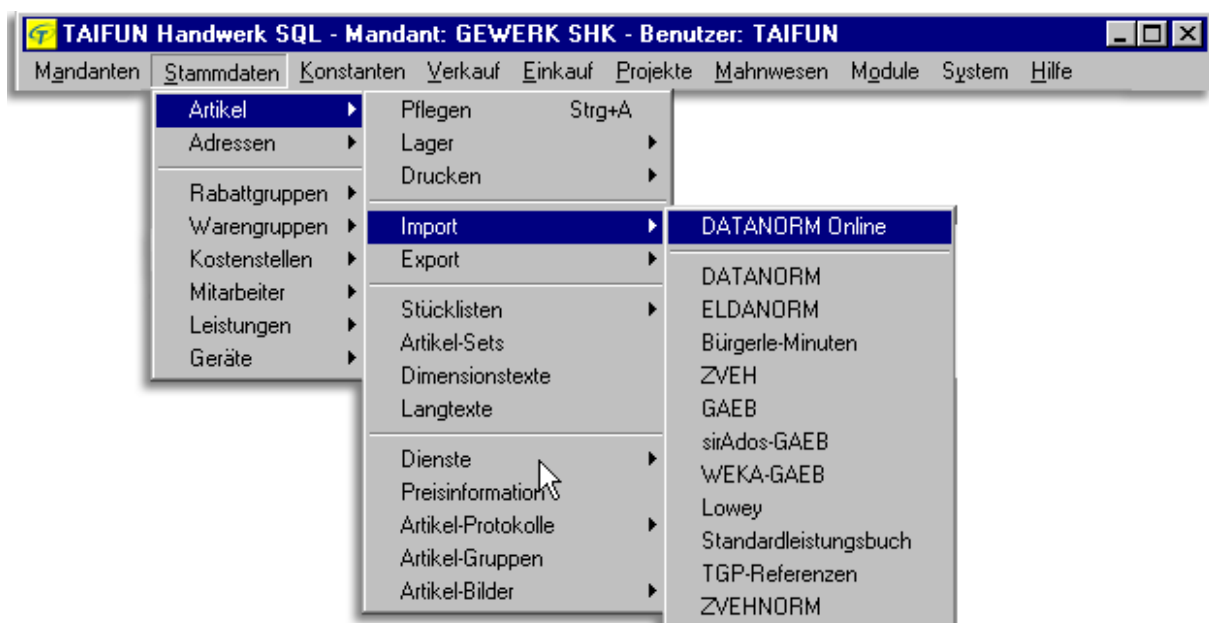 TAIFUN Handwerk SQL - Mandant: GEWERK SHK - Benutzer: TAIFUN
Mandanten Stammdaten Konstanten Verkauf Einkauf Projekte Mahnwesen Module System Hilfe
Artikel
Adressen
Rabattgruppen
Warengruppen
Kostenstellen
Mitarbeiter
Leistungen
Geräte
Pflegen Strg+A
Lager
Drucken
Import
Export
Stücklisten
Artikel-Sets
Dimensionstexte
Langtexte
Dienste
Preisinformation
Artikel-Protokolle
Artikel-Gruppen
Artikel-Bilder
DATANORM Online
DATANORM
ELDANORM
Bürgerle-Minuten
ZVEH
GAEB
sirAdos-GAEB
WEKA-GAEB
Lowey
Standardleistungsbuch
TGP-Referenzen
ZVEHNORM